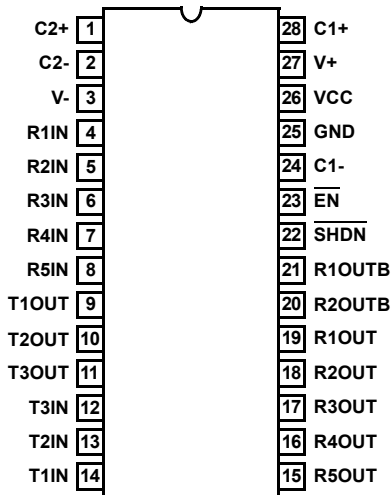 C2+ 1 28 C1+
C2- 2 27 V+
V- 3 26 VCC
R1IN 4 25 GND
R2IN 5 24 C1-
R3IN 6 23 EN
R4IN 7 22 SHDN
R5IN 8 21 R1OUTB
T1OUT 9 20 R2OUTB
T2OUT 10 19 R1OUT
T3OUT 11 18 R2OUT
T3IN 12 17 R3OUT
T2IN 13 16 R4OUT
T1IN 14 15 R5OUT